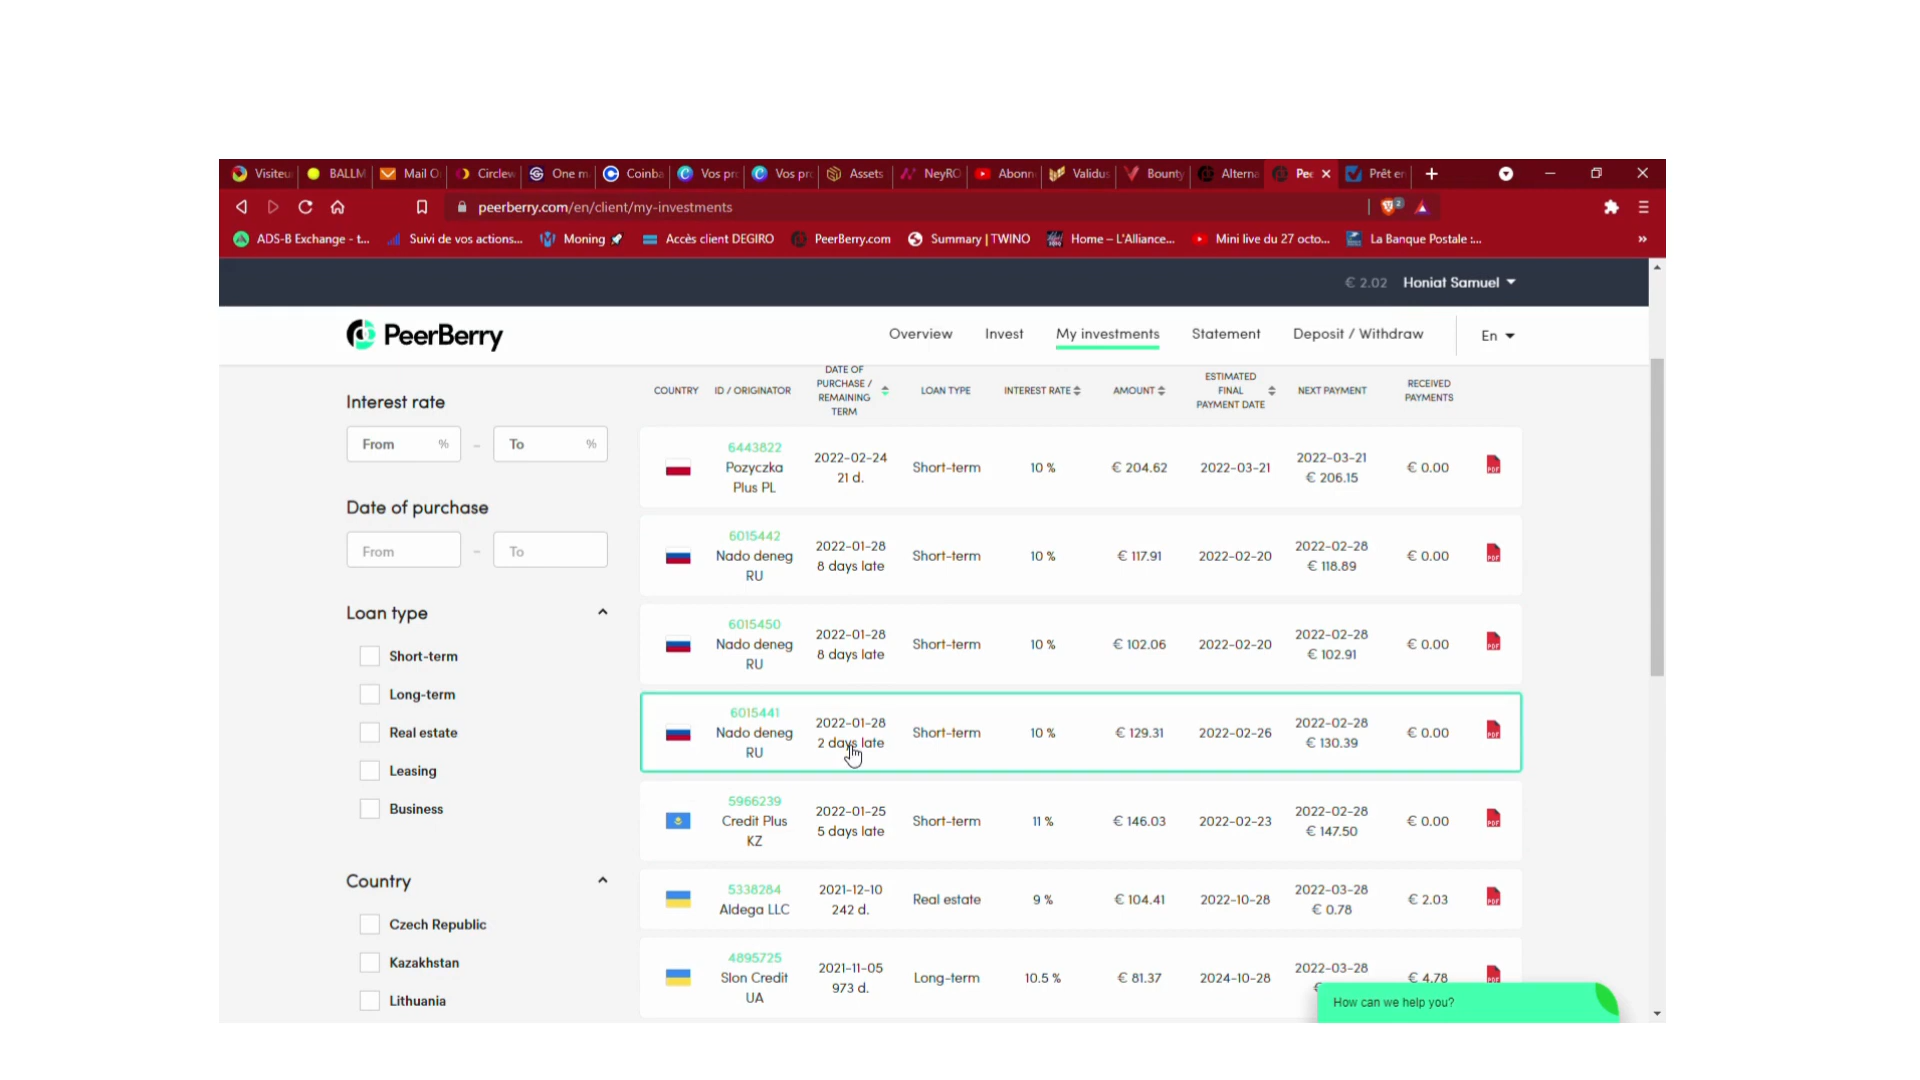 Visiteu
BALLM
Mail O
Circlew
One m
Coinba
Vos pr
Vos pr
Assets
NeyRO
Abonn
Validus
Bounty
Alterna
Pee
Prêt en
peerberry.com/en/client/my-investments
2
ADS-B Exchange - t...
Suivi de vos actions...
Moning
Accès client DEGIRO
PeerBerry.com
Summary | TWINO
Home – L'Alliance...
Mini live du 27 octo...
La Banque Postale :...
»
€ 2.02
Honiat Samuel
PeerBerry
Overview
Invest
My investments
Statement
Deposit / Withdraw
En
Interest rate
From %
–
To %
Date of purchase
From
–
To
Loan type
Short-term
Long-term
Real estate
Leasing
Business
Country
Czech Republic
Kazakhstan
Lithuania
COUNTRY
ID / ORIGINATOR
DATE OF
PURCHASE /
REMAINING
TERM
LOAN TYPE
INTEREST RATE
AMOUNT
ESTIMATED
FINAL
PAYMENT DATE
NEXT PAYMENT
RECEIVED
PAYMENTS
6443822
Pozyczka
Plus PL
2022-02-24
21 d.
Short-term
10 %
€ 204.62
2022-03-21
2022-03-21
€ 206.15
€ 0.00
PDF
6015442
Nado deneg
RU
2022-01-28
8 days late
Short-term
10 %
€ 117.91
2022-02-20
2022-02-28
€ 118.89
€ 0.00
PDF
6015450
Nado deneg
RU
2022-01-28
8 days late
Short-term
10 %
€ 102.06
2022-02-20
2022-02-28
€ 102.91
€ 0.00
PDF
6015441
Nado deneg
RU
2022-01-28
2 days late
Short-term
10 %
€ 129.31
2022-02-26
2022-02-28
€ 130.39
€ 0.00
PDF
5966239
Credit Plus
KZ
2022-01-25
5 days late
Short-term
11 %
€ 146.03
2022-02-23
2022-02-28
€ 147.50
€ 0.00
PDF
5338284
Aldega LLC
2021-12-10
242 d.
Real estate
9 %
€ 104.41
2022-10-28
2022-03-28
€ 0.78
€ 2.03
PDF
4895725
Slon Credit
UA
2021-11-05
973 d.
Long-term
10.5 %
€ 81.37
2024-10-28
2022-03-28
€ 4.78
How can we help you?